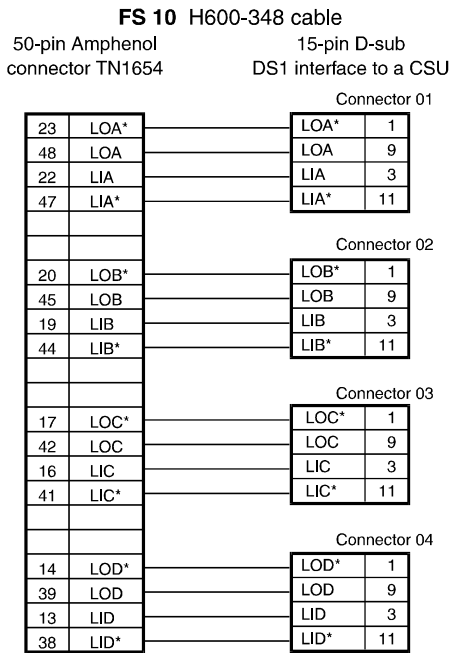 FS 10 H600-348 cable
50-pin Amphenol 15-pin D-sub
connector TN1654 DS1 interface to a CSU
Connector 01
23 LOA* LOA* 1
48 LOA LOA 9
22 LIA LIA 3
47 LIA* LIA* 11
Connector 02
20 LOB* LOB* 1
45 LOB LOB 9
19 LIB LIB 3
44 LIB* LIB* 11
Connector 03
17 LOC* LOC* 1
42 LOC LOC 9
16 LIC LIC 3
41 LIC* LIC* 11
Connector 04
14 LOD* LOD* 1
39 LOD LOD 9
13 LID LID 3
38 LID* LID* 11